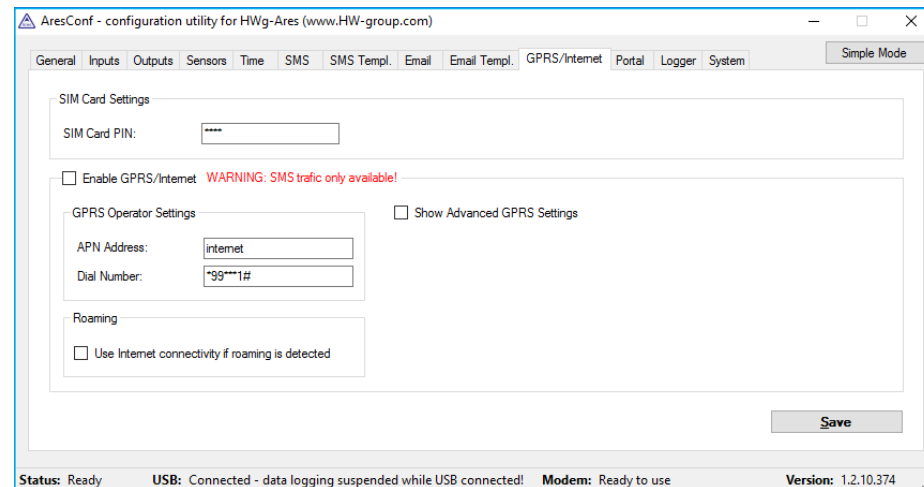 AresConf - configuration utility for HWg-Ares (www.HW-group.com)
Simple Mode
General Inputs Outputs Sensors Time SMS SMS Templ. Email Email Templ. GPRS/Internet Portal Logger System
SIM Card Settings
SIM Card PIN: ****
Enable GPRS/Internet WARNING: SMS trafic only available!
GPRS Operator Settings
Show Advanced GPRS Settings
APN Address: internet
Dial Number: *99***1#
Roaming
Use Internet connectivity if roaming is detected
Save
Status: Ready USB: Connected - data logging suspended while USB connected! Modem: Ready to use Version: 1.2.10.374